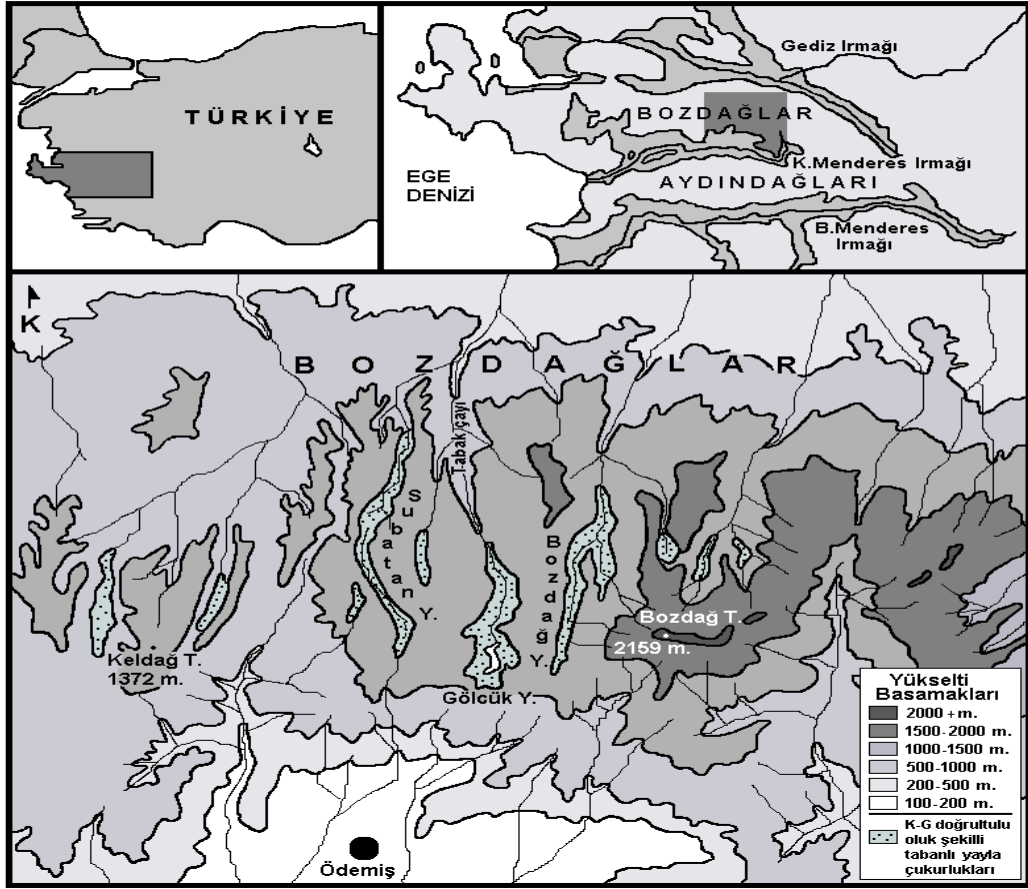 TÜRKİYE
Gediz Irmağı
BOZDAĞLAR
K.Menderes Irmağı
EGE
DENİZİ
AYDINDAĞLARI
B.Menderes
Irmağı
K
BOZDAĞLAR
Tabakçayı
Subatan Y.
Bozdağ Y.
Bozdağ T.
2159 m.
Keldağ T.
1372 m.
Gölcük Y.
Ödemiş
Yükselti
Basamakları
2000 + m.
1500-2000 m.
1000-1500 m.
500-1000 m.
200-500 m.
100-200 m.
K-G doğrultulu
oluk şekilli
tabanlı yayla
çukurlukları